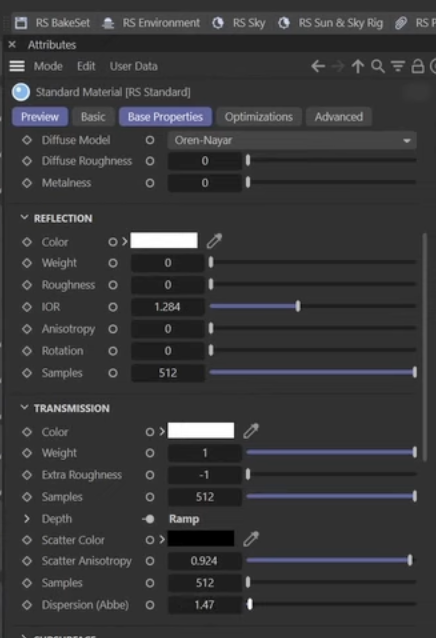 RS BakeSet RS Environment RS Sky RS Sun & Sky Rig RS P
Attributes
Mode Edit User Data
Standard Material [RS Standard]
Preview Basic Base Properties Optimizations Advanced
Diffuse Model Oren-Nayar
Diffuse Roughness 0
Metalness 0
REFLECTION
Color
Weight 0
Roughness 0
IOR 1.284
Anisotropy 0
Rotation 0
Samples 512
TRANSMISSION
Color
Weight 1
Extra Roughness -1
Samples 512
Depth Ramp
Scatter Color
Scatter Anisotropy 0.924
Samples 512
Dispersion (Abbe) 1.47